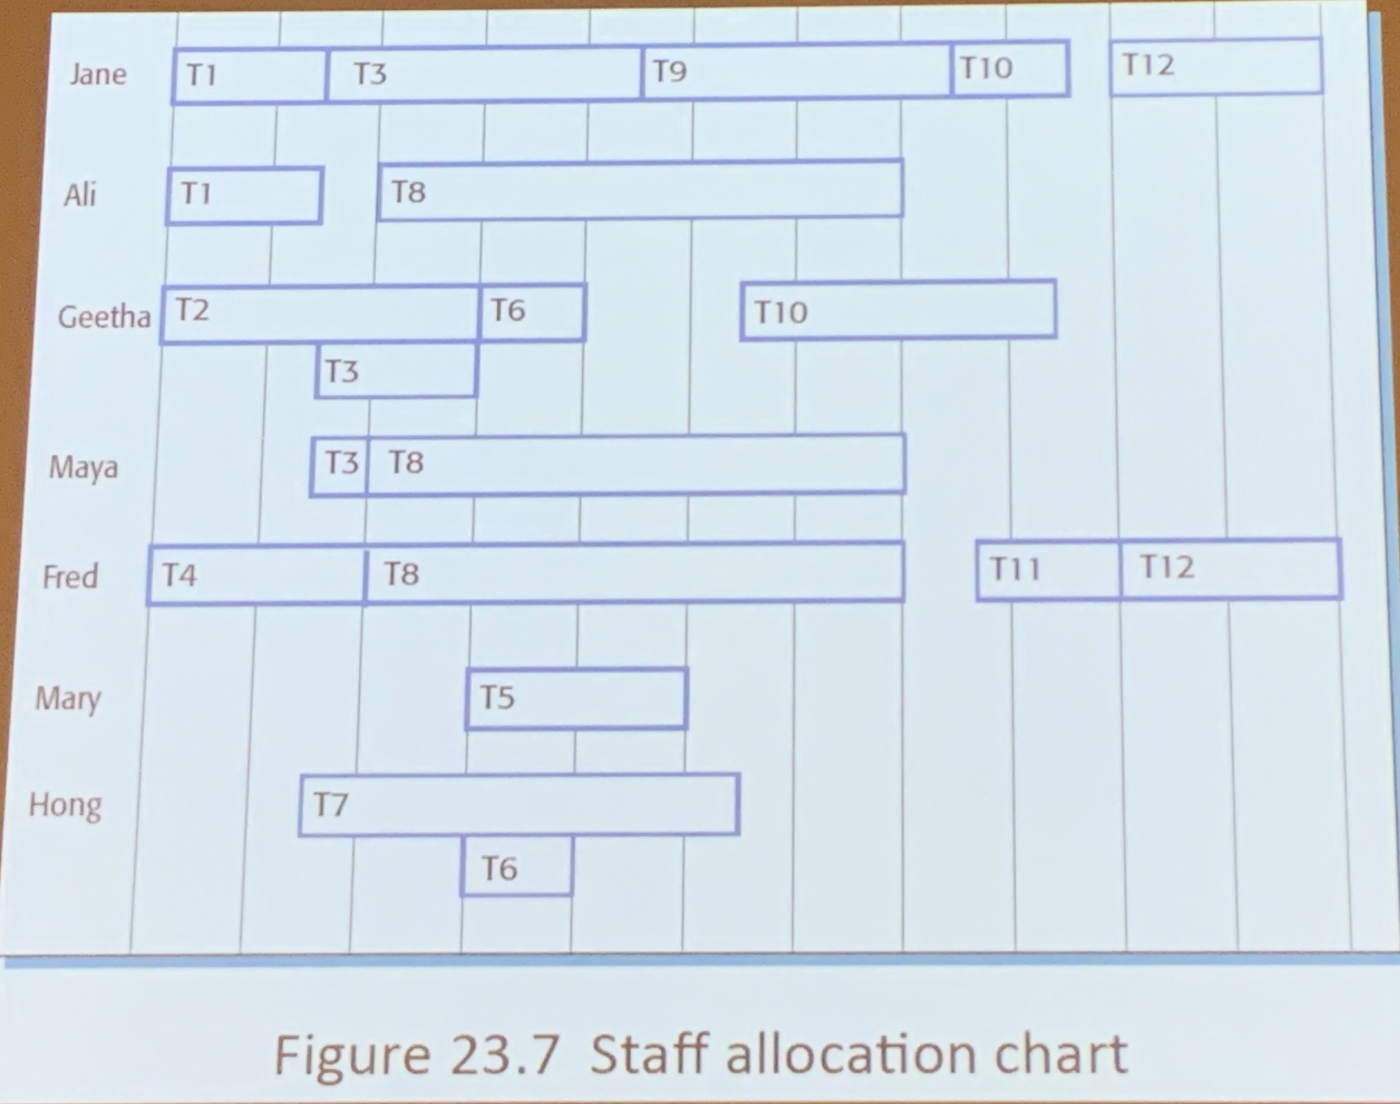 Jane T1 T3 T9 T10 T12
Ali T1 T8
Geetha T2 T6 T10
T3
Maya T3 T8
Fred T4 T8 T11 T12
Mary T5
Hong T7
T6
Figure 23.7 Staff allocation chart